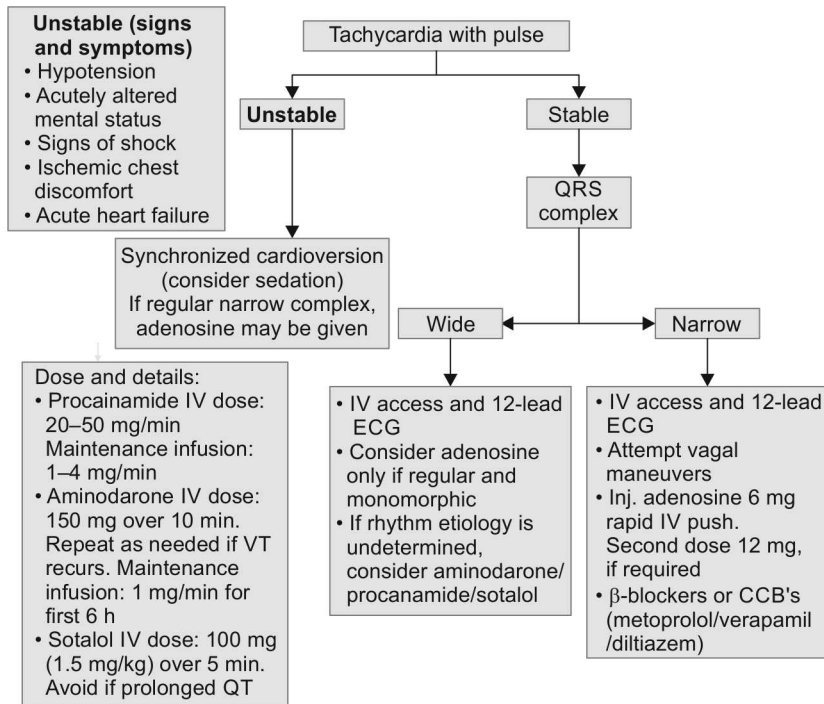 Unstable (signs
and symptoms)
• Hypotension
• Acutely altered
mental status
• Signs of shock
• Ischemic chest
discomfort
• Acute heart failure
Tachycardia with pulse
Unstable
Stable
QRS
complex
Synchronized cardioversion
(consider sedation)
If regular narrow complex,
adenosine may be given
Wide
Narrow
Dose and details:
• Procainamide IV dose:
20–50 mg/min
Maintenance infusion:
1–4 mg/min
• Aminodarone IV dose:
150 mg over 10 min.
Repeat as needed if VT
recurs. Maintenance
infusion: 1 mg/min for
first 6 h
• Sotalol IV dose: 100 mg
(1.5 mg/kg) over 5 min.
Avoid if prolonged QT
• IV access and 12-lead
ECG
• Consider adenosine
only if regular and
monomorphic
• If rhythm etiology is
undetermined,
consider aminodarone/
procanamide/sotalol
• IV access and 12-lead
ECG
• Attempt vagal
maneuvers
• Inj. adenosine 6 mg
rapid IV push.
Second dose 12 mg,
if required
• β-blockers or CCB's
(metoprolol/verapamil
/diltiazem)